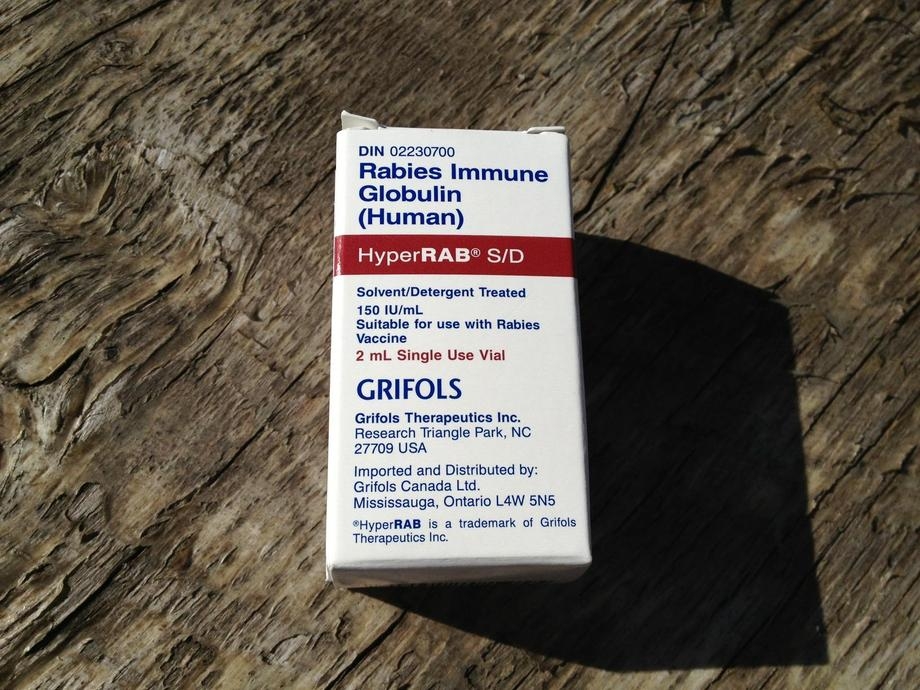 DIN 02230700
Rabies Immune
Globulin
(Human)
HyperRAB® S/D
Solvent/Detergent Treated
150 IU/mL
Suitable for use with Rabies
Vaccine
2 mL Single Use Vial
GRIFOLS
Grifols Therapeutics Inc.
Research Triangle Park, NC
27709 USA
Imported and Distributed by:
Grifols Canada Ltd.
Mississauga, Ontario L4W 5N5
®HyperRAB is a trademark of Grifols
Therapeutics Inc.